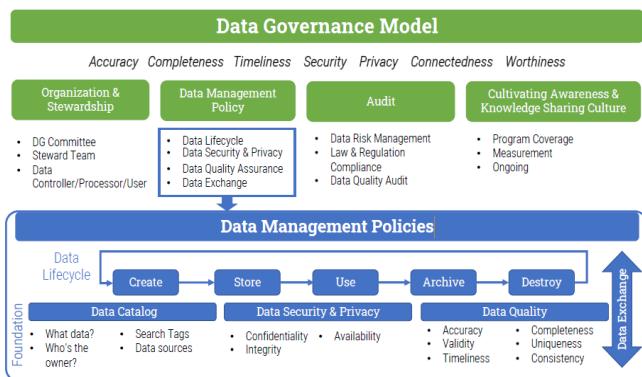 Data Governance Model
Accuracy Completeness Timeliness Security Privacy Connectedness Worthiness
Organization &
Stewardship
• DG Committee
• Steward Team
• Data
Controller/Processor/User
Data Management
Policy
• Data Lifecycle
• Data Security & Privacy
• Data Quality Assurance
• Data Exchange
Audit
• Data Risk Management
• Law & Regulation
Compliance
• Data Quality Audit
Cultivating Awareness &
Knowledge Sharing Culture
• Program Coverage
• Measurement
• Ongoing
Data Management Policies
Data
Lifecycle
Create
Store
Use
Archive
Destroy
Data Exchange
Foundation
Data Catalog
• What data?
• Who's the
owner?
• Search Tags
• Data sources
Data Security & Privacy
• Confidentiality
• Integrity
• Availability
Data Quality
• Accuracy
• Validity
• Timeliness
• Completeness
• Uniqueness
• Consistency